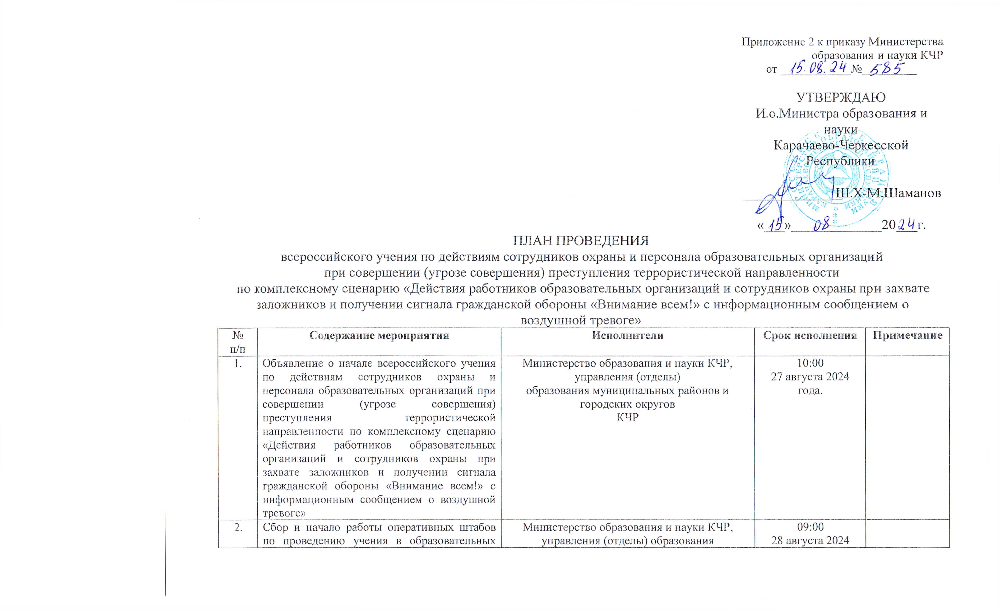 Приложение 2 к приказу Министерства
образования и науки КЧР
от 15.08.24 № 585
УТВЕРЖДАЮ
И.о.Министра образования и
науки
Карачаево-Черкесской
Республики
Ш.Х-М.Шаманов
«15» 08 2024г.
ПЛАН ПРОВЕДЕНИЯ
всероссийского учения по действиям сотрудников охраны и персонала образовательных организаций
при совершении (угрозе совершения) преступления террористической направленности
по комплексному сценарию «Действия работников образовательных организаций и сотрудников охраны при захвате
заложников и получении сигнала гражданской обороны «Внимание всем!» с информационным сообщением о
воздушной тревоге»
№ п/п
Содержание мероприятия
Исполнители
Срок исполнения
Примечание
1.
Объявление о начале всероссийского учения
по действиям сотрудников охраны и
персонала образовательных организаций при
совершении (угрозе совершения)
преступления террористической
направленности по комплексному сценарию
«Действия работников образовательных
организаций и сотрудников охраны при
захвате заложников и получении сигнала
гражданской обороны «Внимание всем!» с
информационным сообщением о воздушной
тревоге»
Министерство образования и науки КЧР,
управления (отделы)
образования муниципальных районов и
городских округов
КЧР
10:00
27 августа 2024
года.
2.
Сбор и начало работы оперативных штабов
по проведению учения в образовательных
Министерство образования и науки КЧР,
управления (отделы) образования
09:00
28 августа 2024